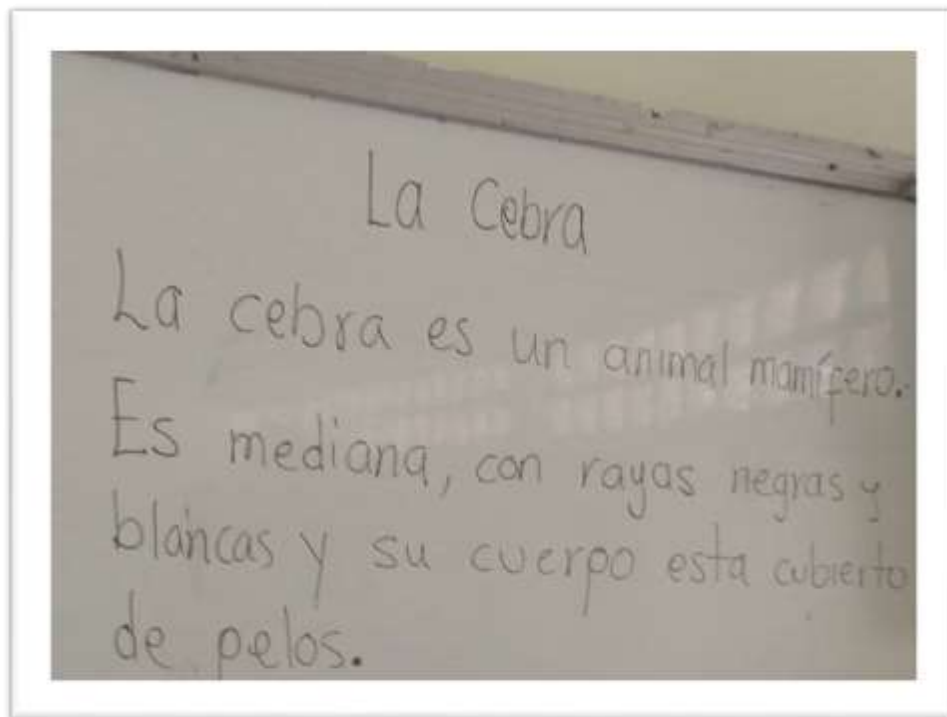 La Cebra
La cebra es un animal mamífero.
Es mediana, con rayas negras y
blancas y su cuerpo esta cubierto
de pelos.